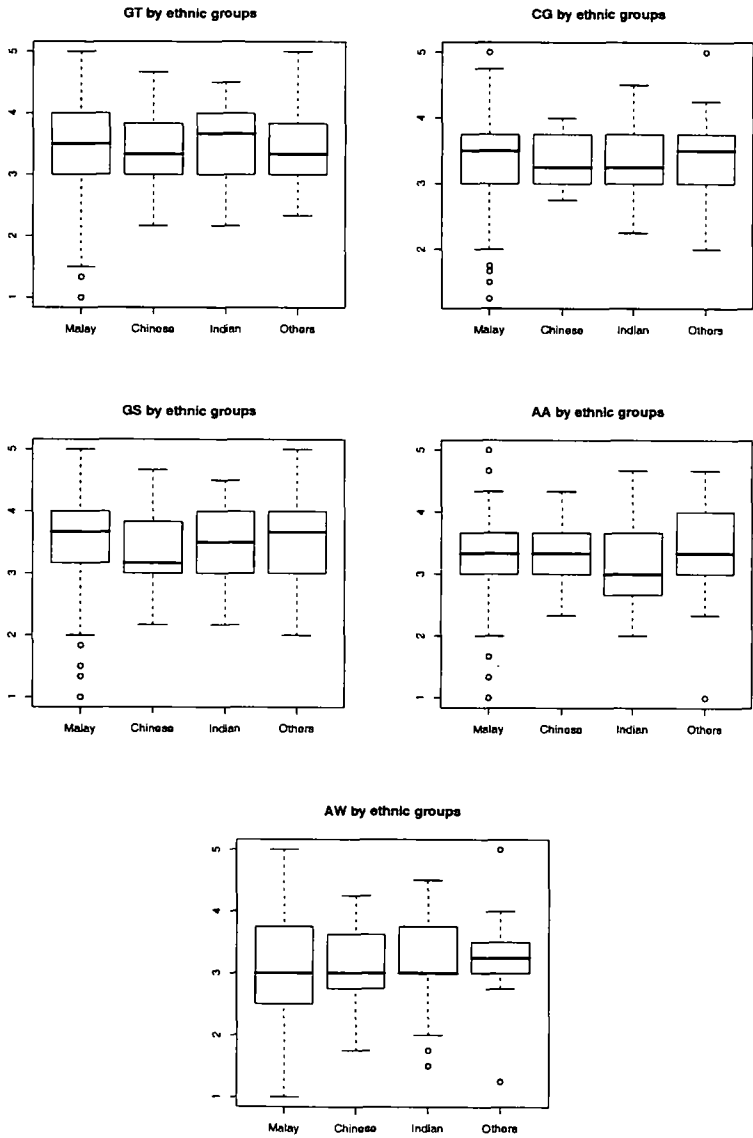 GT by ethnic groups
5
4
3
2
1
Malay Chinese Indian Others
CG by ethnic groups
5
4
3
2
Malay Chinese Indian Others
GS by ethnic groups
5
4
3
2
1
Malay Chinese Indian Others
AA by ethnic groups
5
4
3
2
1
Malay Chinese Indian Others
AW by ethnic groups
5
4
3
2
1
Malay Chinese Indian Others